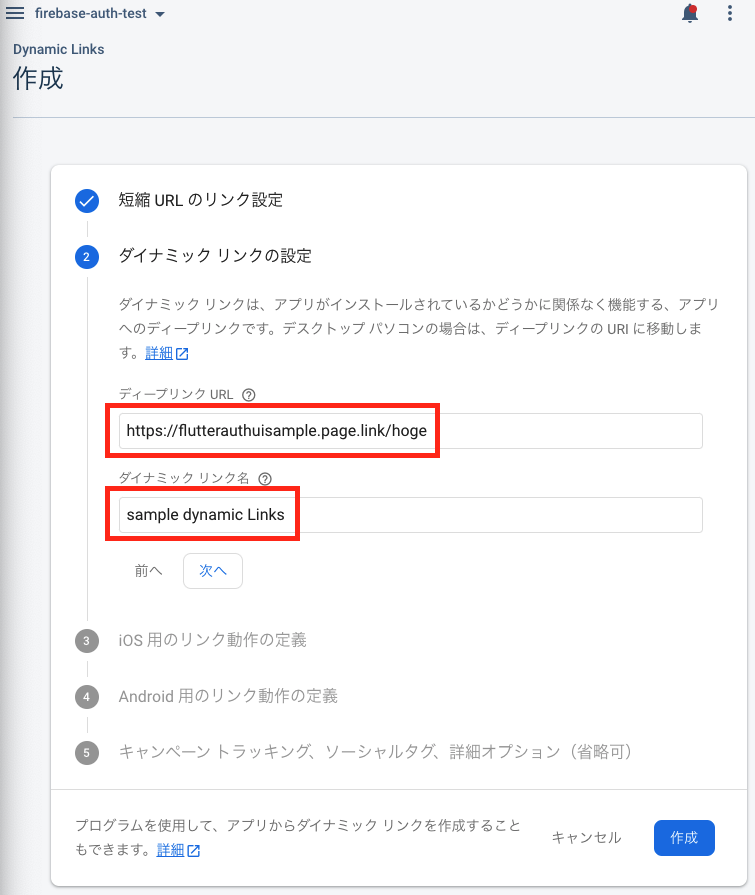 firebase-auth-test
Dynamic Links
作成
短縮 URL のリンク設定
2
ダイナミック リンクの設定
ダイナミック リンクは、アプリがインストールされているかどうかに関係なく機能する、アプリ
へのディープリンクです。デスクトップ パソコンの場合は、ディープリンクの URI に移動しま
す。詳細
ディープリンク URL
https://flutterauthuisample.page.link/hoge
ダイナミック リンク名
sample dynamic Links
前へ 次へ
3
iOS 用のリンク動作の定義
4
Android 用のリンク動作の定義
5
キャンペーン トラッキング、ソーシャルタグ、詳細オプション（省略可）
プログラムを使用して、アプリからダイナミック リンクを作成すること
もできます。詳細
キャンセル 作成